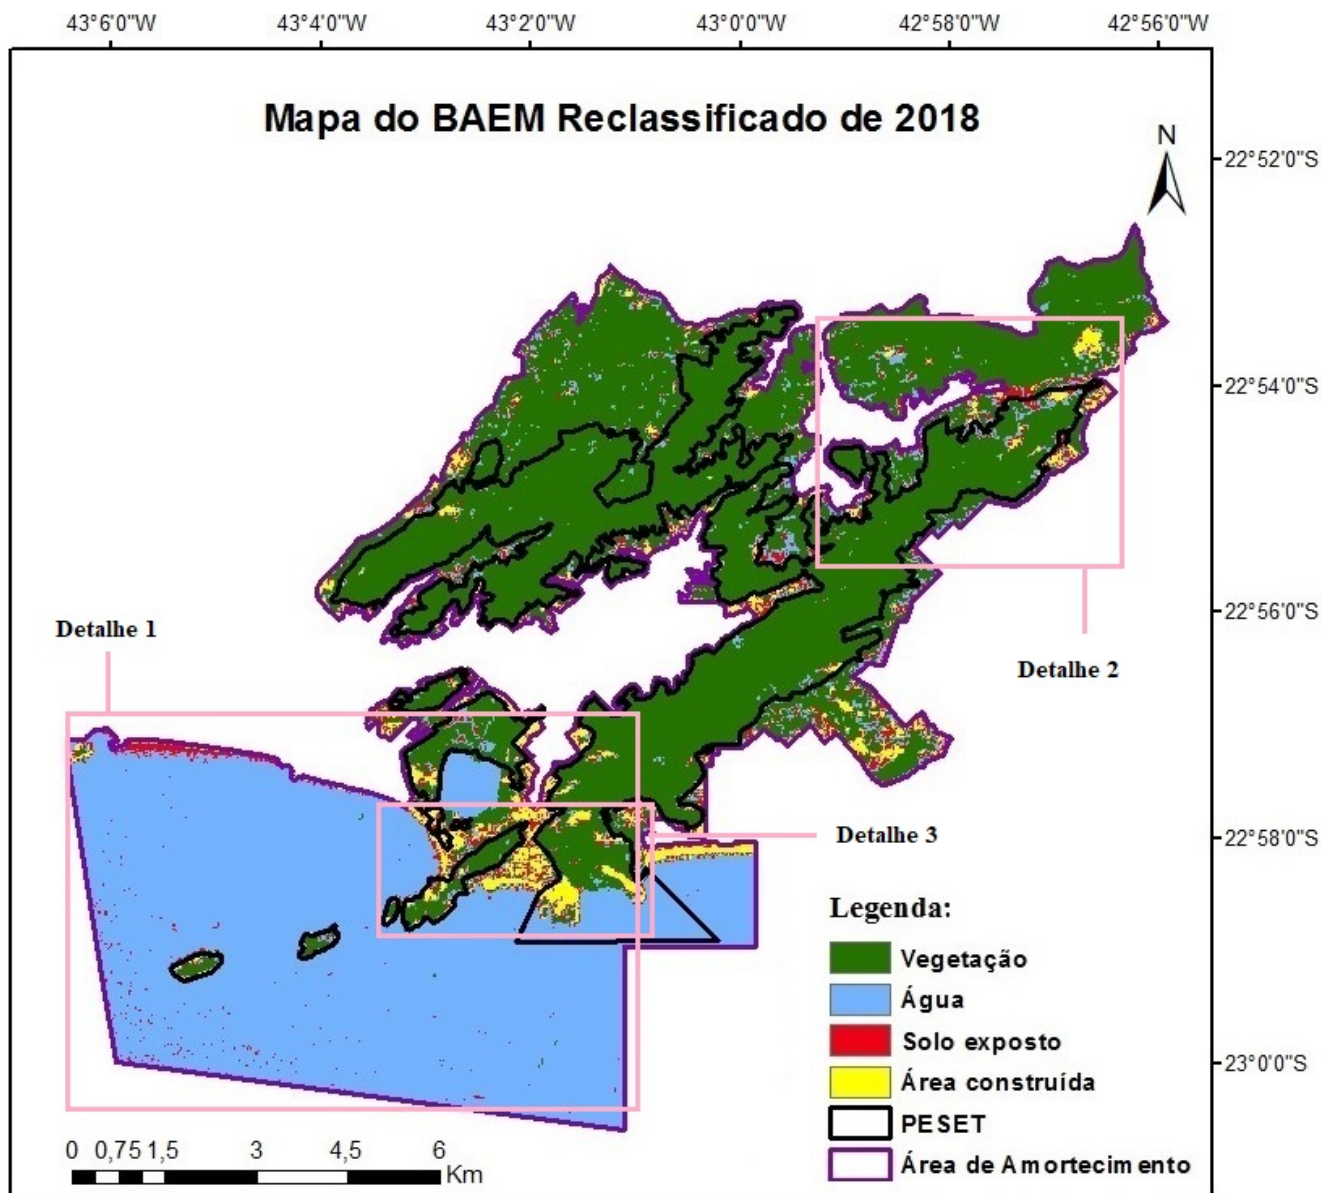 43°6'0"W 43°4'0"W 43°2'0"W 43°0'0"W 42°58'0"W 42°56'0"W
Mapa do BAEM Reclassificado de 2018
N
22°52'0"S
22°54'0"S
22°56'0"S
Detalhe 1
Detalhe 2
22°58'0"S
Detalhe 3
Legenda:
Vegetação
Água
Solo exposto
23°0'0"S
Área construída
PESET
Área de Amortecimento
0 0,75 1,5 3 4,5 6
Km